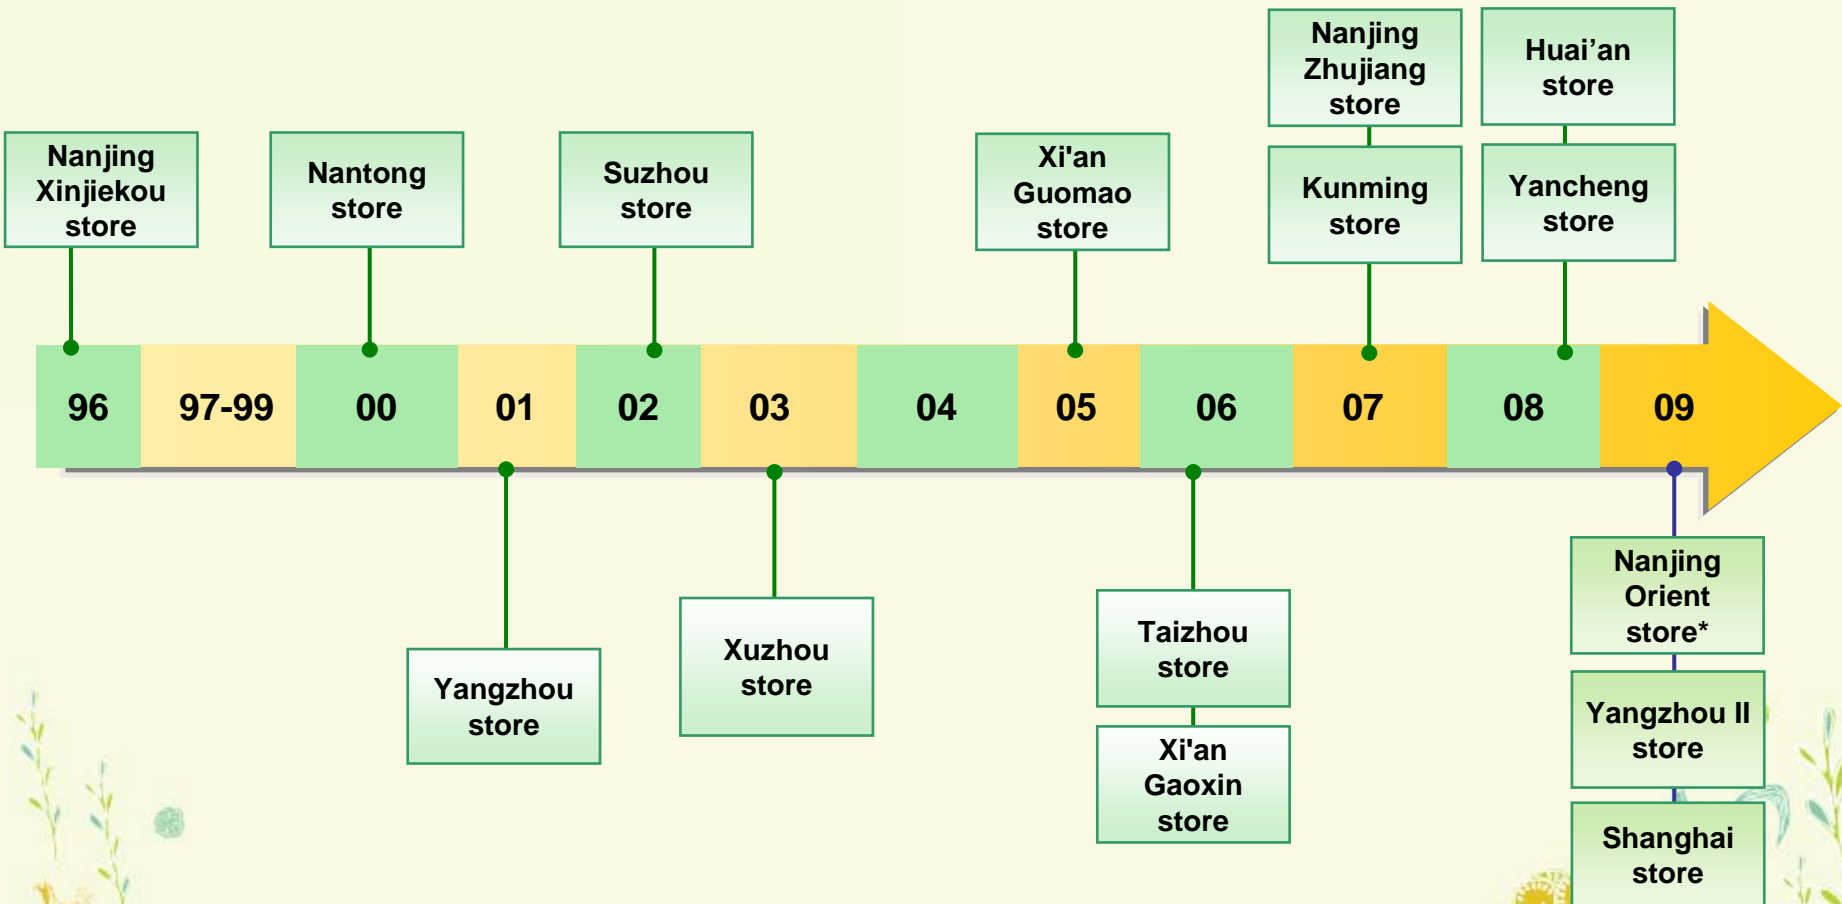 Nanjing
Xinjiekou
store
Nantong
store
Suzhou
store
Xi'an
Guomao
store
Nanjing
Zhujiang
store
Kunming
store
Huai’an
store
Yancheng
store
96
97-99
00
01
02
03
04
05
06
07
08
09
Yangzhou
store
Xuzhou
store
Taizhou
store
Xi'an
Gaoxin
store
Nanjing
Orient
store*
Yangzhou II
store
Shanghai
store